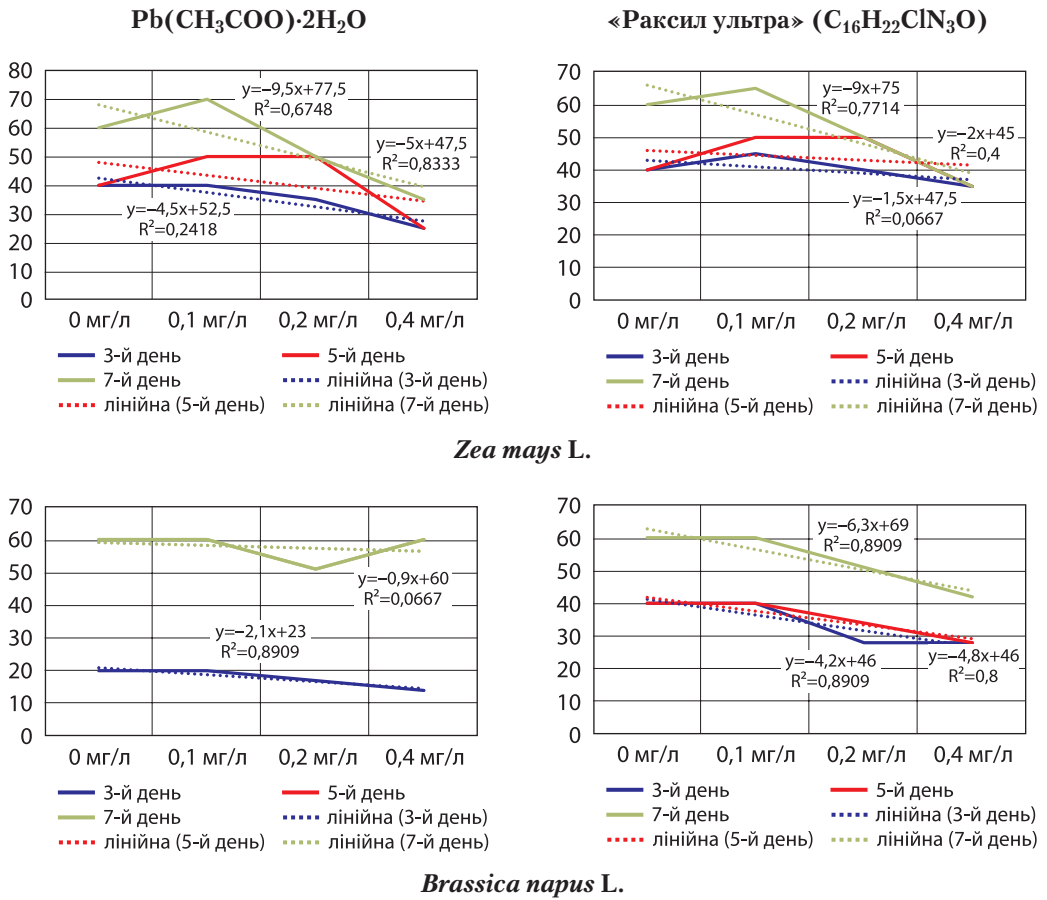 Pb(CH₃COO)·2H₂O
«Раксил ультра» (C₁₆H₂₂ClN₃O)
80
70
60
50
40
30
20
10
0
y=–9,5x+77,5
R²=0,6748
y=–5x+47,5
R²=0,8333
y=–4,5x+52,5
R²=0,2418
0 мг/л 0,1 мг/л 0,2 мг/л 0,4 мг/л
3-й день 5-й день
7-й день лінійна (3-й день)
лінійна (5-й день) лінійна (7-й день)
70
60
50
40
30
20
10
0
y=–9x+75
R²=0,7714
y=–2x+45
R²=0,4
y=–1,5x+47,5
R²=0,0667
0 мг/л 0,1 мг/л 0,2 мг/л 0,4 мг/л
3-й день 5-й день
7-й день лінійна (3-й день)
лінійна (5-й день) лінійна (7-й день)
Zea mays L.
70
60
50
40
30
20
10
0
y=–0,9x+60
R²=0,0667
y=–2,1x+23
R²=0,8909
0 мг/л 0,1 мг/л 0,2 мг/л 0,4 мг/л
3-й день 5-й день
7-й день лінійна (3-й день)
лінійна (5-й день) лінійна (7-й день)
70
60
50
40
30
20
10
0
y=–6,3x+69
R²=0,8909
y=–4,2x+46
R²=0,8909
y=–4,8x+46
R²=0,8
0 мг/л 0,1 мг/л 0,2 мг/л 0,4 мг/л
3-й день 5-й день
7-й день лінійна (3-й день)
лінійна (5-й день) лінійна (7-й день)
Brassica napus L.